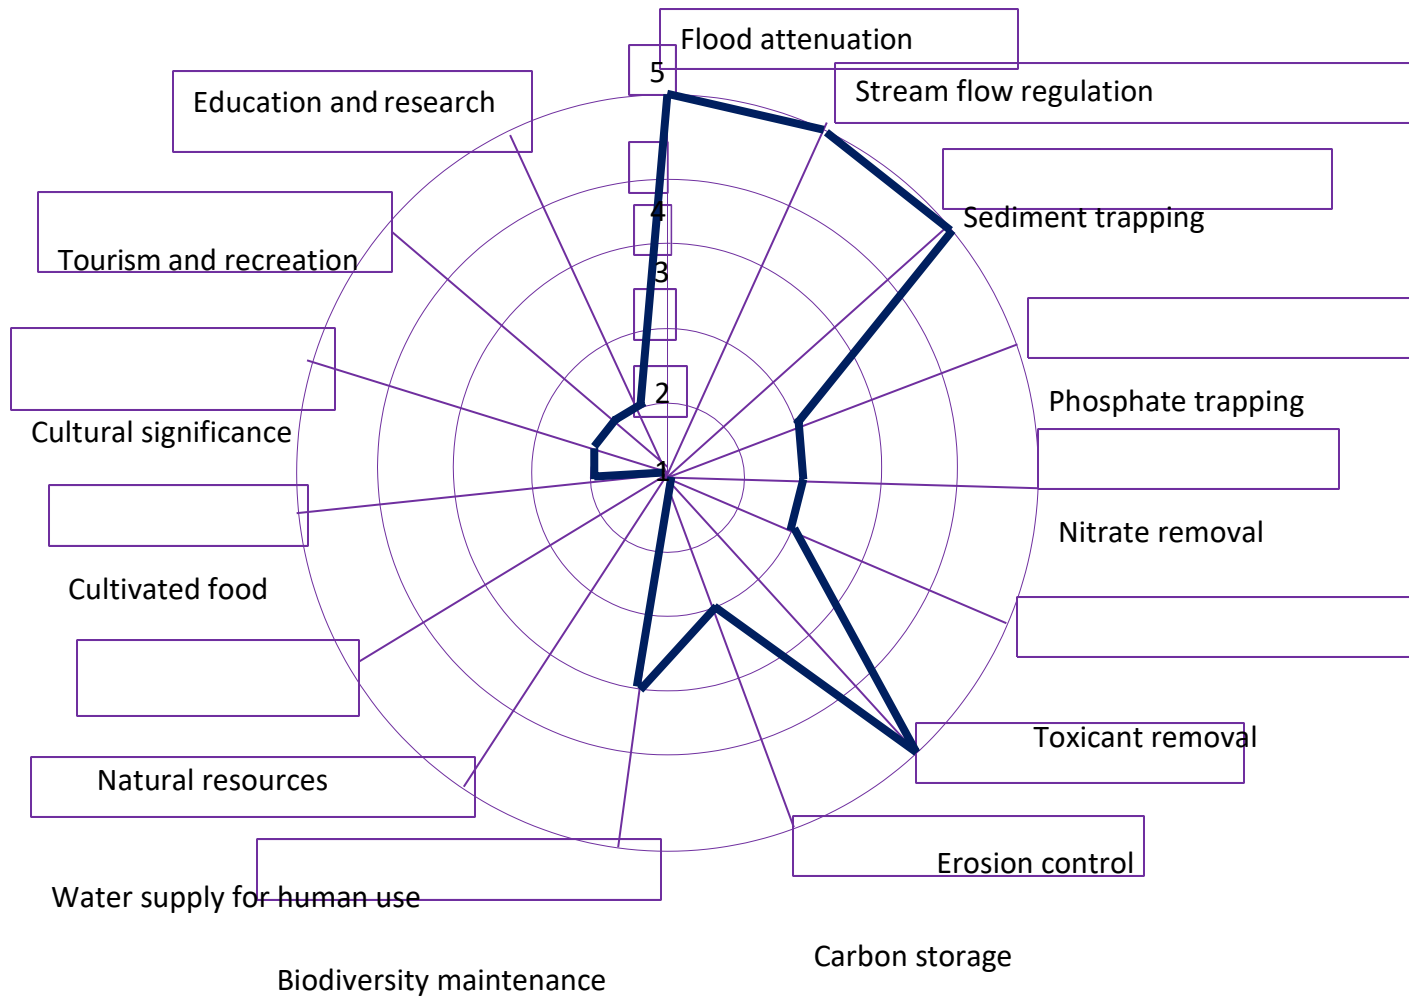 Flood attenuation
5
Stream flow regulation
Education and research
4
Sediment trapping
Tourism and recreation
3
2
Phosphate trapping
Cultural significance
1
Nitrate removal
Cultivated food
Toxicant removal
Natural resources
Erosion control
Water supply for human use
Carbon storage
Biodiversity maintenance